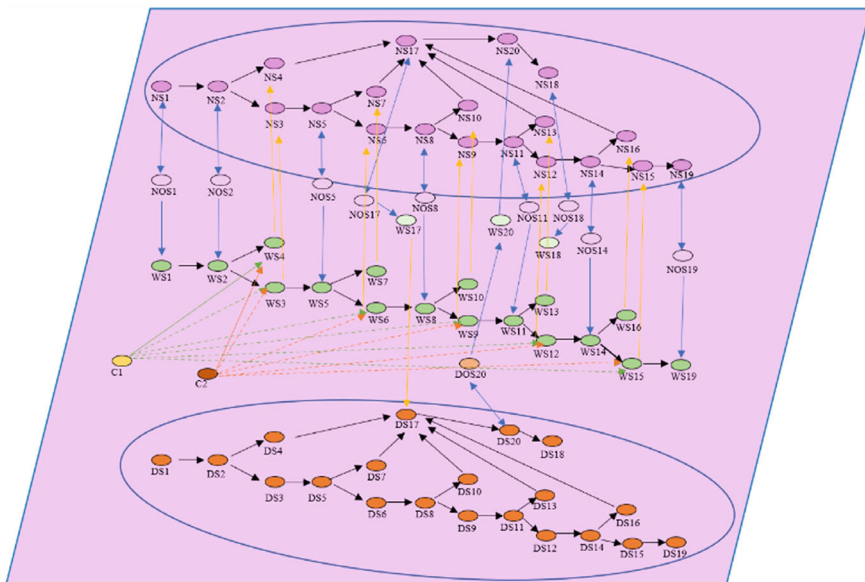 NS17
NS20
NS4
NS18
NS1
NS2
NS7
NS10
NS3
NS5
NS6
NS8
NS13
NS16
NS9
NS11
NS12
NS14
NS15
NS19
NOS1
NOS2
NOS5
NOS8
NOS17
NOS11
NOS18
WS17
WS20
WS18
NOS14
NOS19
WS4
WS1
WS2
WS7
WS10
WS3
WS5
WS6
WS8
WS13
WS9
WS11
WS16
WS12
WS14
WS15
WS19
C1
C2
DOS20
DS17
DS20
DS18
DS4
DS1
DS2
DS7
DS10
DS3
DS5
DS13
DS6
DS8
DS16
DS9
DS11
DS12
DS14
DS15
DS19